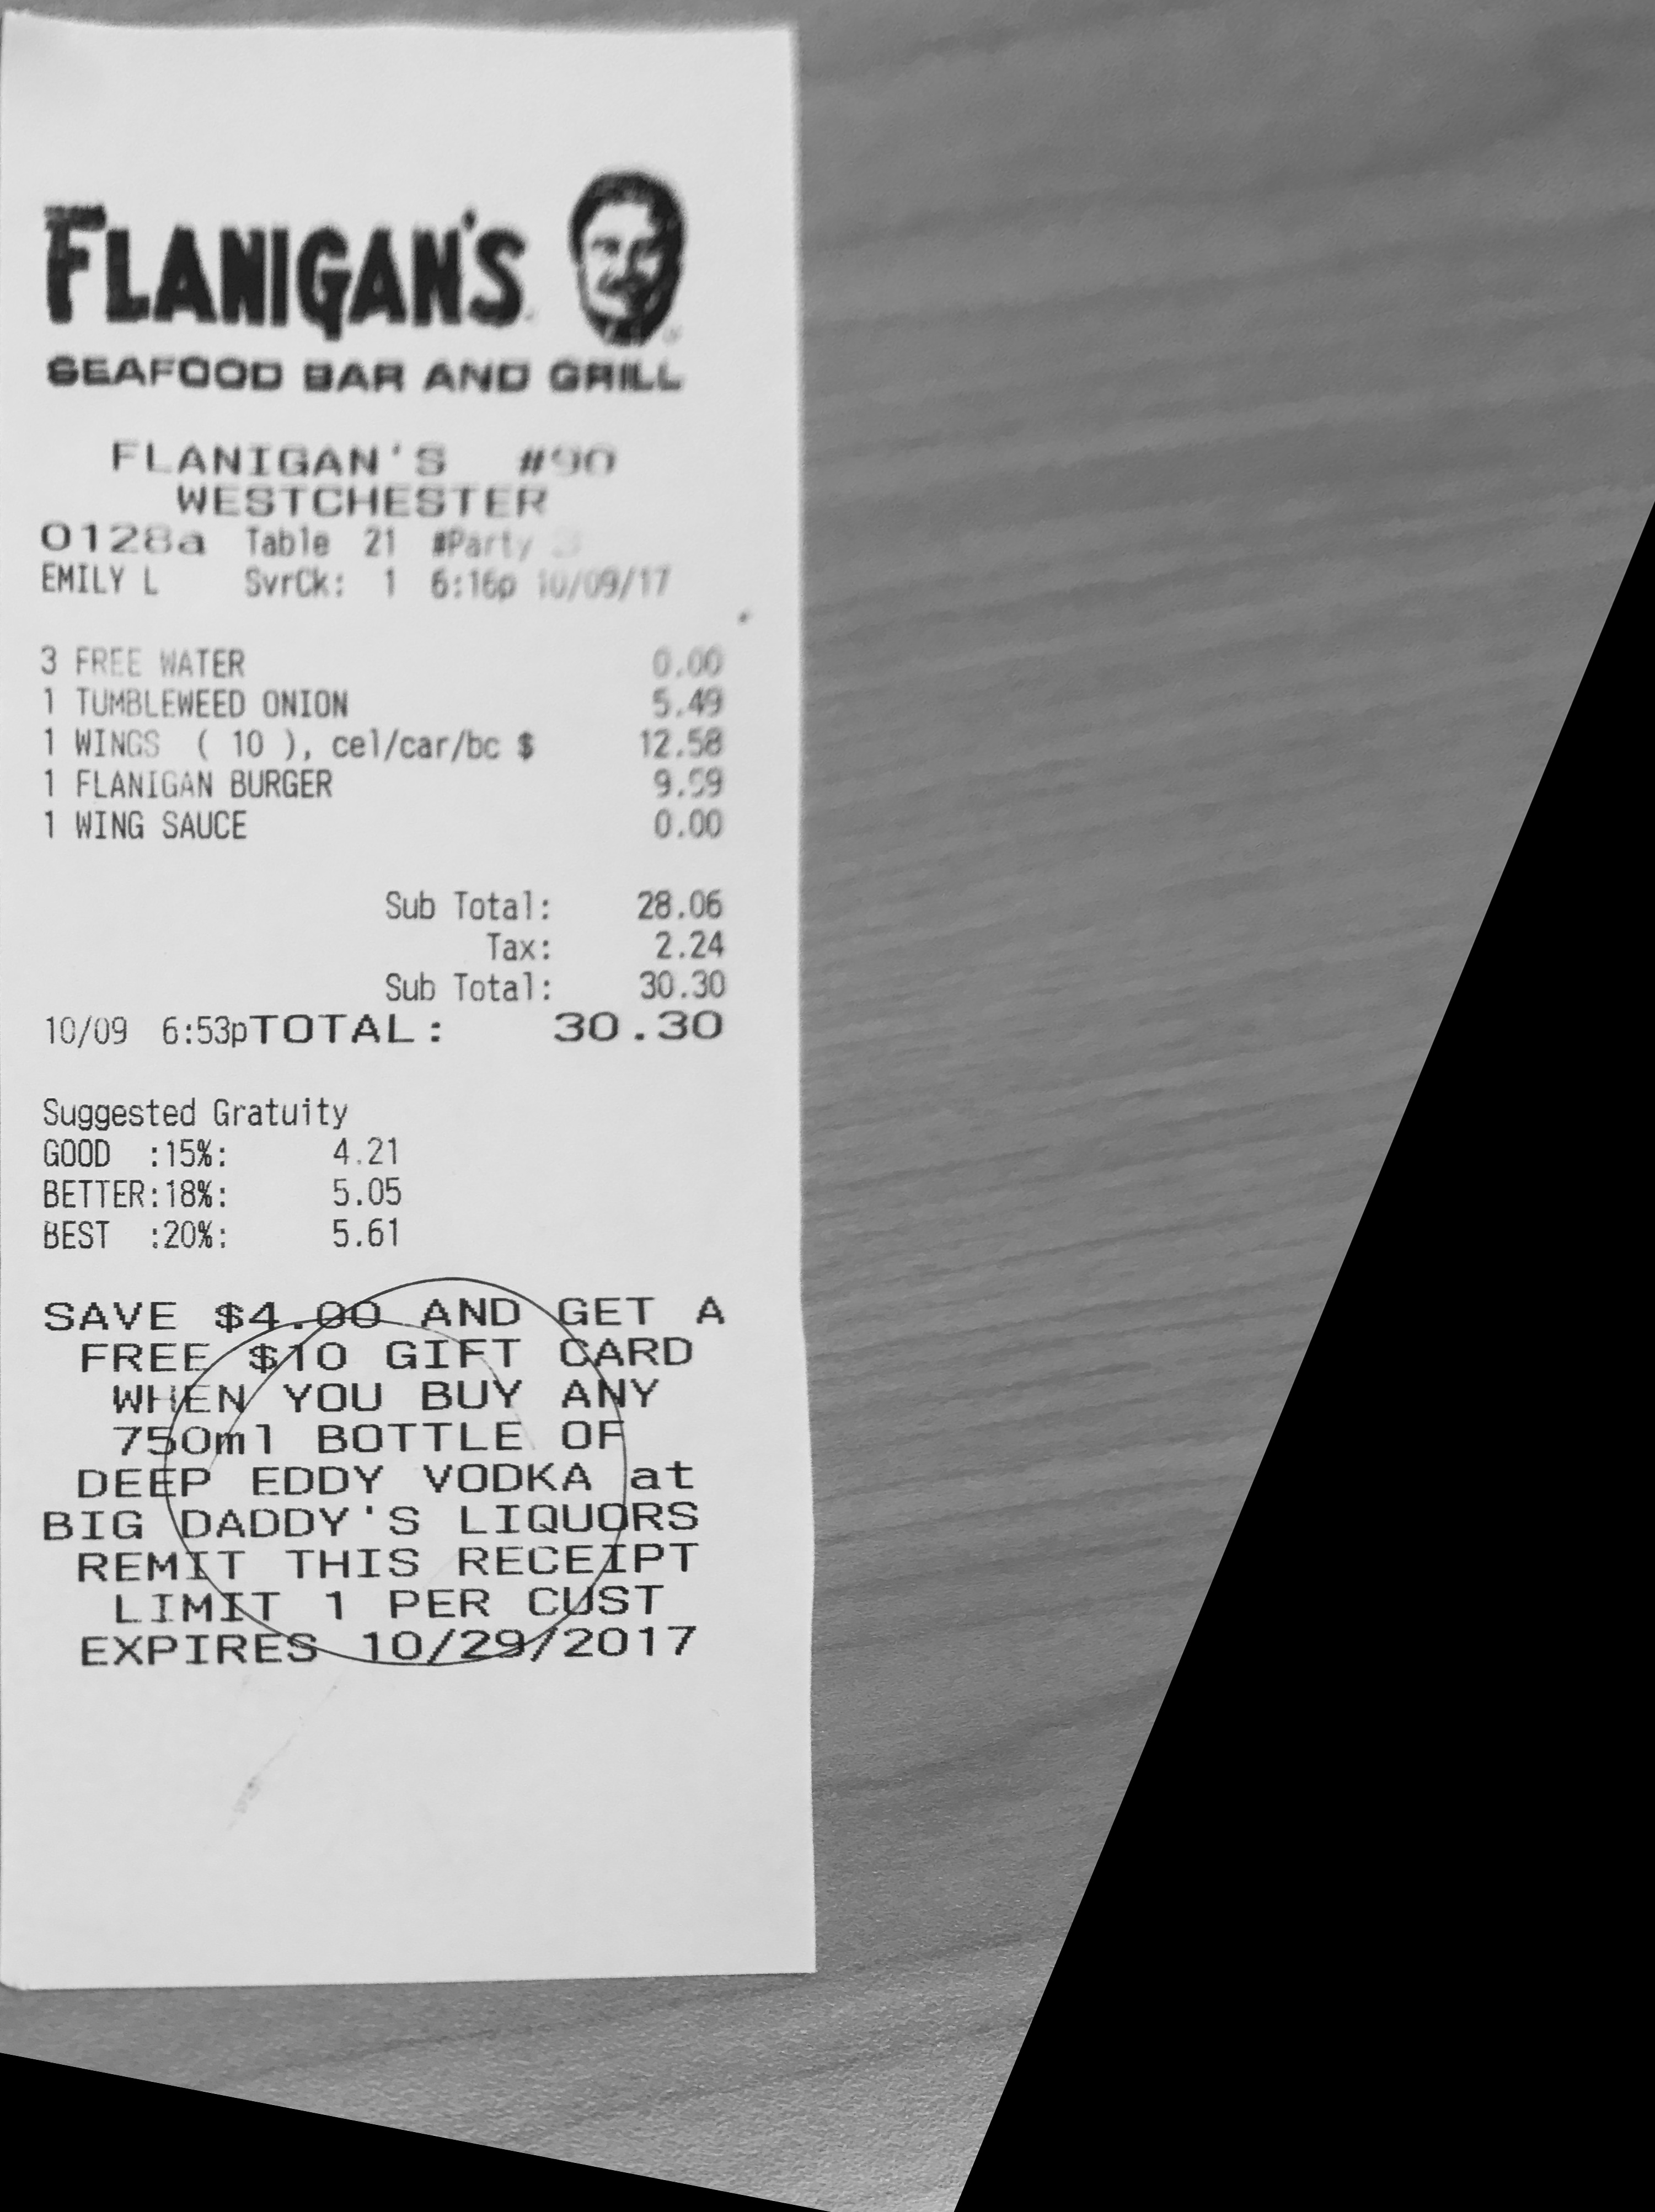 FLANIGAN'S
SEAFOOD BAR AND GRILL
FLANIGAN'S #90
WESTCHESTER
0128a Table 21 #Party 3
EMILY L SvrCk: 1 6:16p 10/09/17
3 FREE WATER 0.00
1 TUMBLEWEED ONION 5.49
1 WINGS ( 10 ), cel/car/bc $ 12.58
1 FLANIGAN BURGER 9.99
1 WING SAUCE 0.00
Sub Total: 28.06
Tax: 2.24
Sub Total: 30.30
10/09 6:53pTOTAL: 30.30
Suggested Gratuity
GOOD :15%: 4.21
BETTER:18%: 5.05
BEST :20%: 5.61
SAVE $4.00 AND GET A
FREE $10 GIFT CARD
WHEN YOU BUY ANY
750ml BOTTLE OF
DEEP EDDY VODKA at
BIG DADDY'S LIQUORS
REMIT THIS RECEIPT
LIMIT 1 PER CUST
EXPIRES 10/29/2017